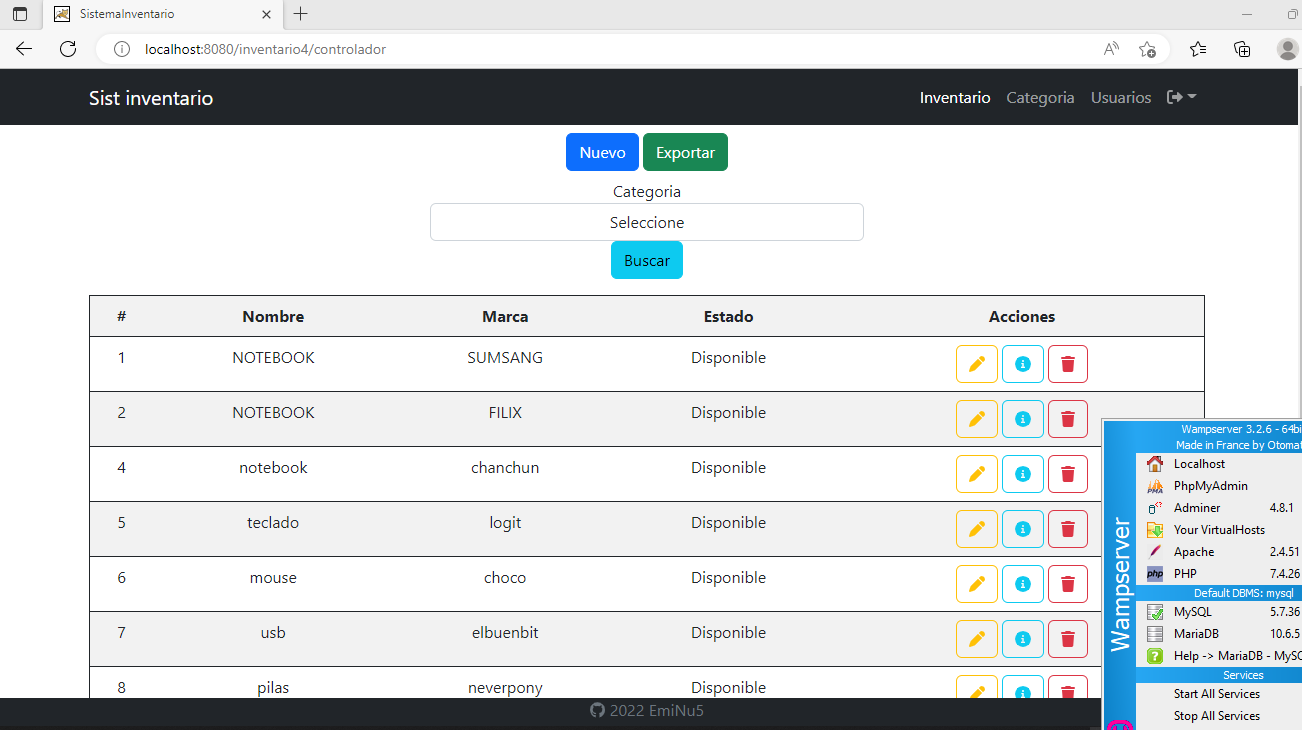 SistemaInventario
localhost:8080/inventario4/controlador
Sist inventario Inventario Categoria Usuarios
Nuevo Exportar
Categoria
Seleccione
Buscar
# Nombre Marca Estado Acciones
1 NOTEBOOK SUMSANG Disponible
2 NOTEBOOK FILIX Disponible
4 notebook chanchun Disponible
5 teclado logit Disponible
6 mouse choco Disponible
7 usb elbuenbit Disponible
8 pilas neverpony Disponible
2022 EmiNu5
Wampserver
Wampserver 3.2.6 - 64bi
Made in France by Otomat
Localhost
PMA PhpMyAdmin
Adminer 4.8.1
Your VirtualHosts
Apache 2.4.51
php PHP 7.4.26
Default DBMS: mysql
MySQL 5.7.36
MariaDB 10.6.5
Help -> MariaDB - MySQ
Services
Start All Services
Stop All Services